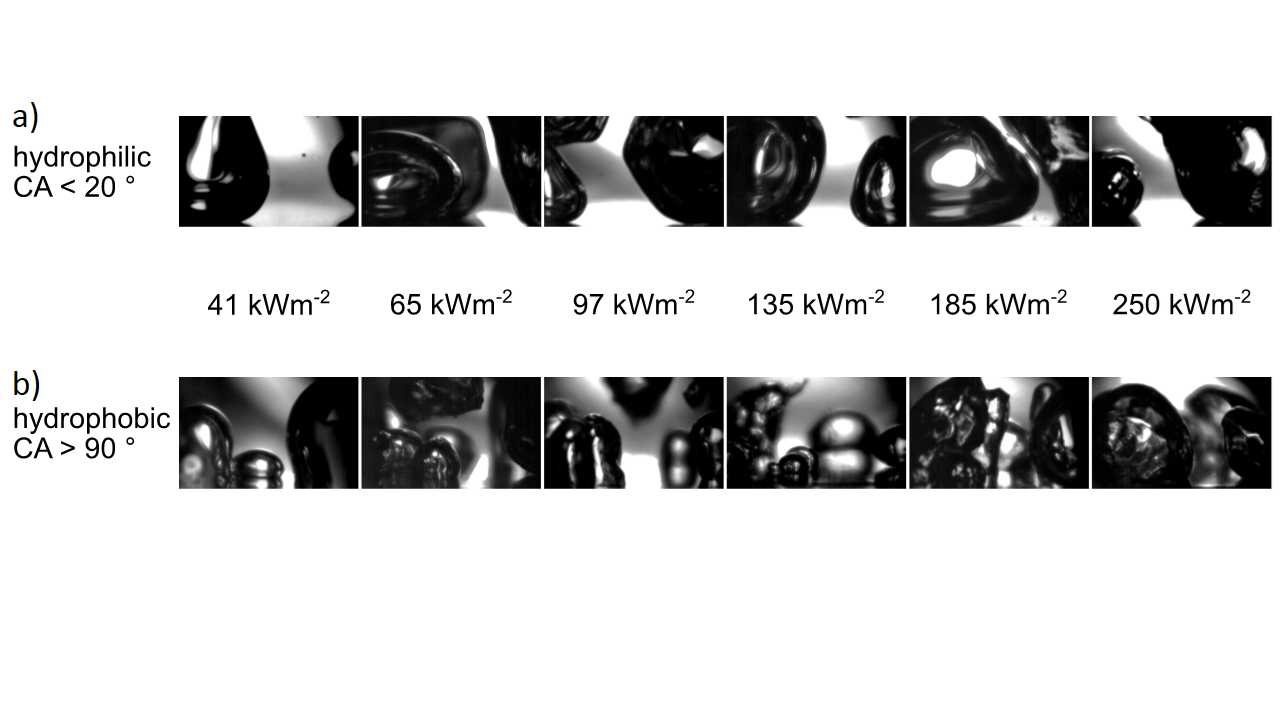 a)
hydrophilic
CA < 20 °
41 kWm-2 65 kWm-2 97 kWm-2 135 kWm-2 185 kWm-2 250 kWm-2
b)
hydrophobic
CA > 90 °